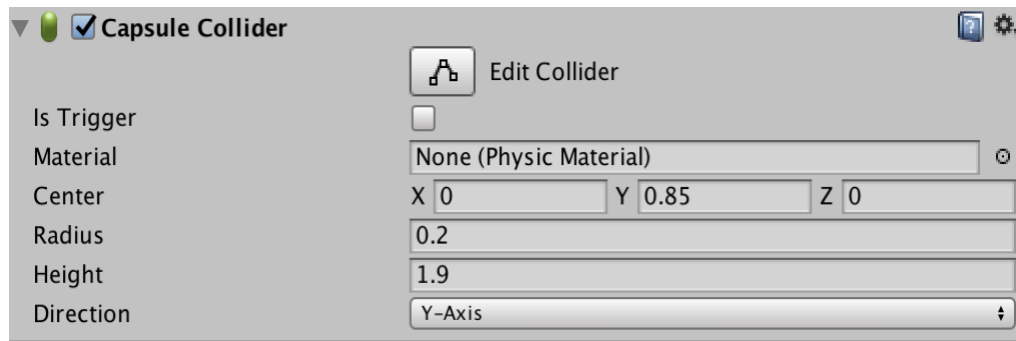 Capsule Collider
Edit Collider
Is Trigger
Material None (Physic Material)
Center X 0 Y 0.85 Z 0
Radius 0.2
Height 1.9
Direction Y-Axis